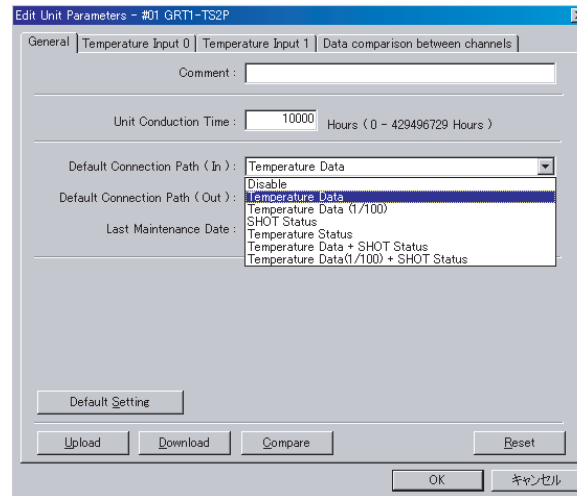 Edit Unit Parameters - #01 GRT1-TS2P
General Temperature Input 0 Temperature Input 1 Data comparison between channels
Comment :
Unit Conduction Time : 10000 Hours ( 0 - 429496729 Hours )
Default Connection Path ( In ) : Temperature Data
Disable
Default Connection Path ( Out ) : Temperature Data
Temperature Data (1/100)
SHOT Status
Last Maintenance Date : Temperature Status
Temperature Data + SHOT Status
Temperature Data(1/100) + SHOT Status
Default Setting
Upload Download Compare Reset
OK キャンセル